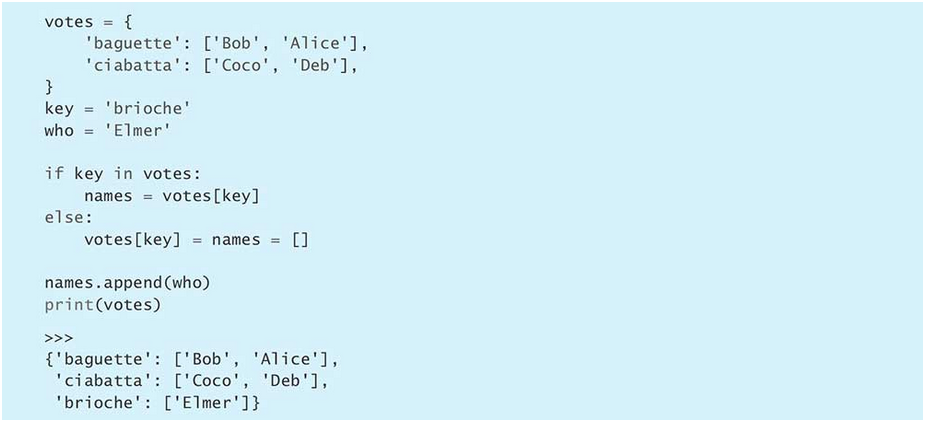 votes = {
    'baguette': ['Bob', 'Alice'],
    'ciabatta': ['Coco', 'Deb'],
}
key = 'brioche'
who = 'Elmer'

if key in votes:
    names = votes[key]
else:
    votes[key] = names = []

names.append(who)
print(votes)
>>>
{'baguette': ['Bob', 'Alice'],
 'ciabatta': ['Coco', 'Deb'],
 'brioche': ['Elmer']}